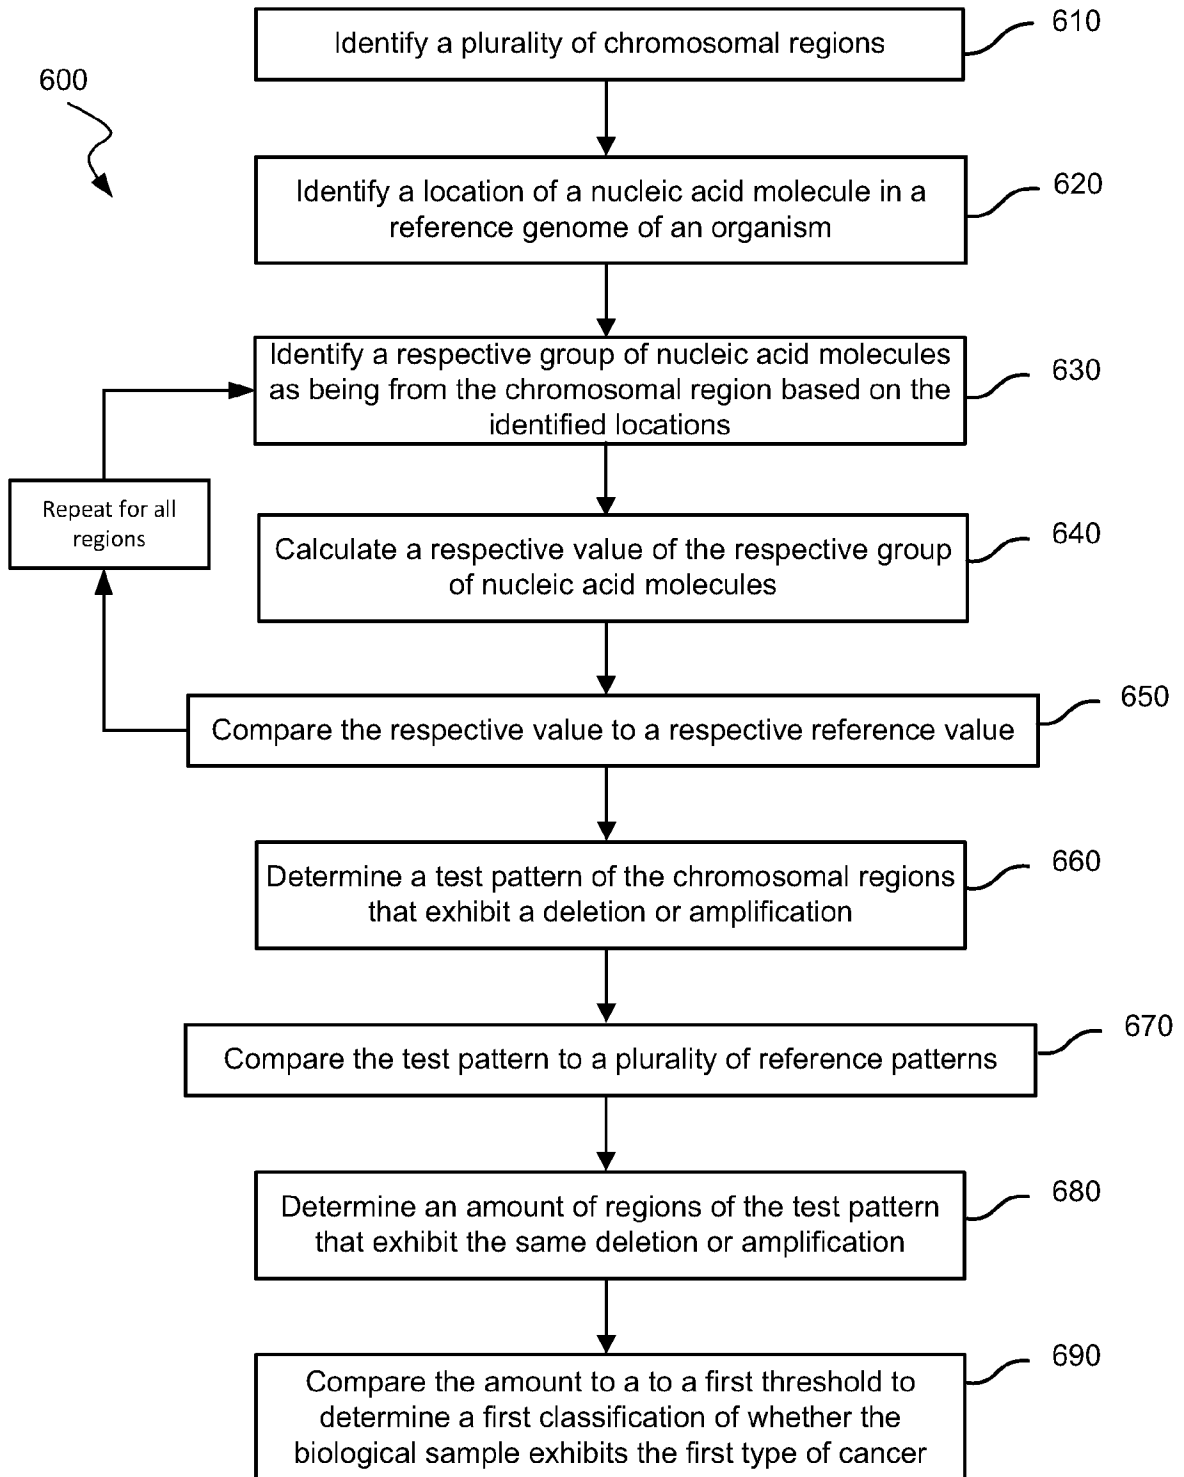 Identify a plurality of chromosomal regions
610
600
Identify a location of a nucleic acid molecule in a
reference genome of an organism
620
Identify a respective group of nucleic acid molecules
as being from the chromosomal region based on the
identified locations
630
Repeat for all
regions
Calculate a respective value of the respective group
of nucleic acid molecules
640
Compare the respective value to a respective reference value
650
Determine a test pattern of the chromosomal regions
that exhibit a deletion or amplification
660
Compare the test pattern to a plurality of reference patterns
670
Determine an amount of regions of the test pattern
that exhibit the same deletion or amplification
680
Compare the amount to a to a first threshold to
determine a first classification of whether the
biological sample exhibits the first type of cancer
690